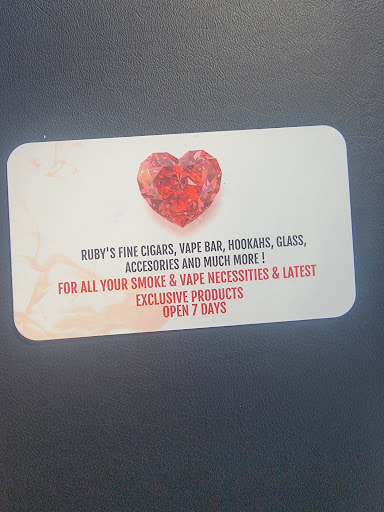 RUBY'S FINE CIGARS, VAPE BAR, HOOKAHS, GLASS,
ACCESORIES AND MUCH MORE !
FOR ALL YOUR SMOKE & VAPE NECESSITIES & LATEST
EXCLUSIVE PRODUCTS
OPEN 7 DAYS